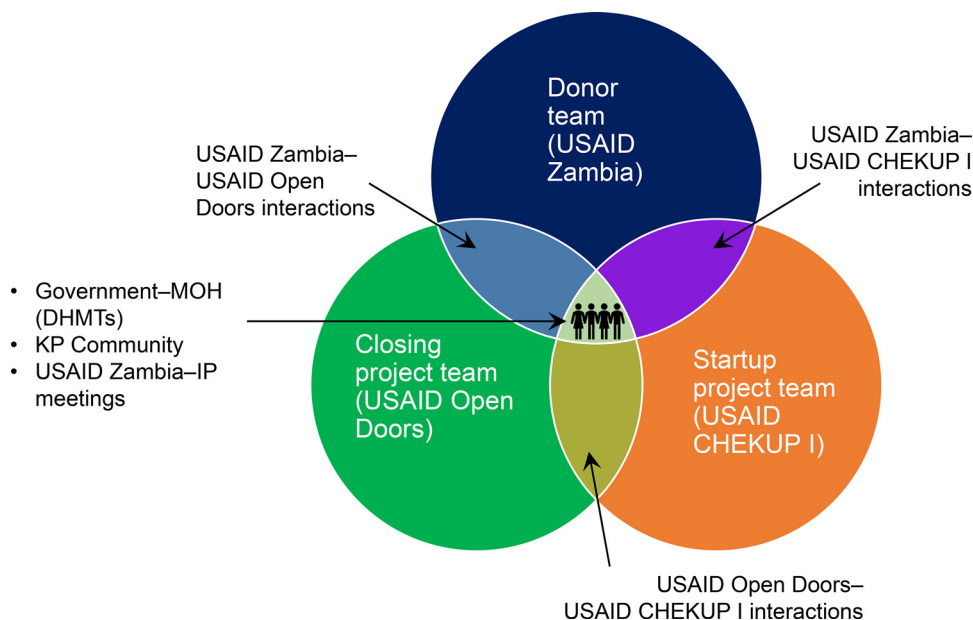 Donor
team
(USAID
Zambia)
USAID Zambia–
USAID Open
Doors interactions
USAID Zambia–
USAID CHEKUP I
interactions
• Government–MOH
(DHMTs)
• KP Community
• USAID Zambia–IP
meetings
Closing
project team
(USAID Open
Doors)
Startup
project team
(USAID
CHEKUP I)
USAID Open Doors–
USAID CHEKUP I interactions